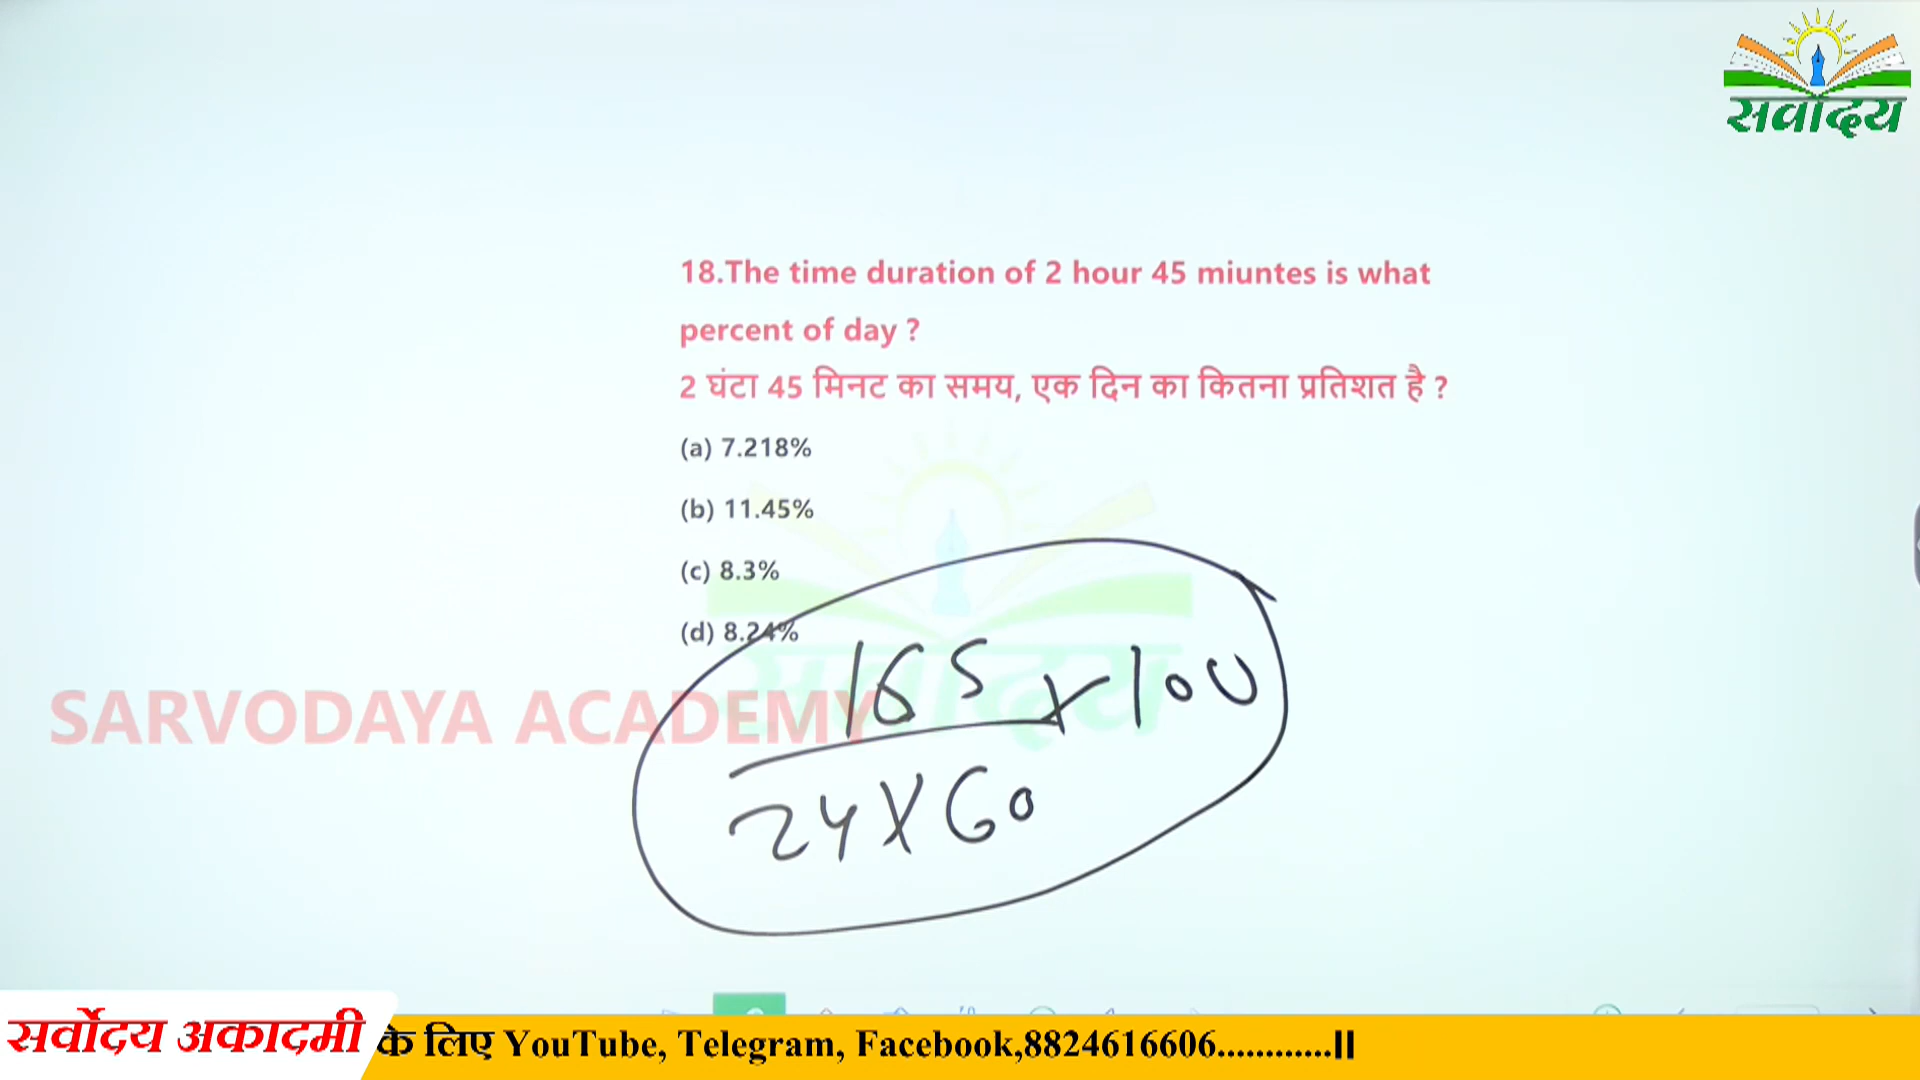 सर्वोदय
18.The time duration of 2 hour 45 miuntes is what
percent of day ?
2 घंटा 45 मिनट का समय, एक दिन का कितना प्रतिशत है ?
(a) 7.218%
(b) 11.45%
(c) 8.3%
(d) 8.24%
सर्वोदय
SARVODAYA ACADEMY
165 x 100
24 x 60
सर्वोदय अकादमी के लिए YouTube, Telegram, Facebook,8824616606............||